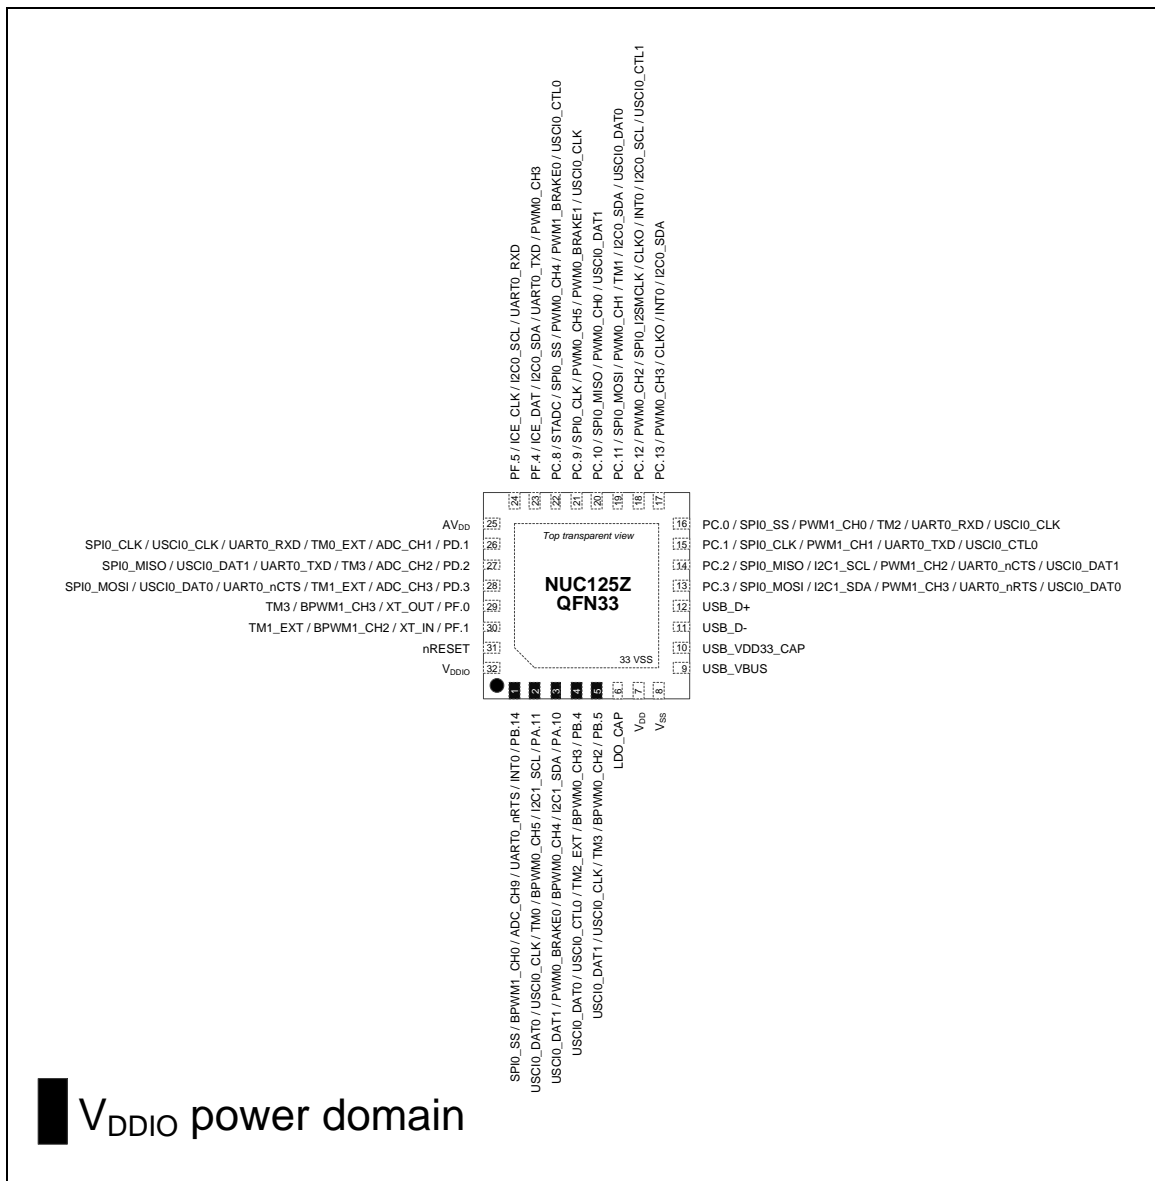 PF.5 / ICE_CLK / I2C0_SCL / UART0_RXD
PF.4 / ICE_DAT / I2C0_SDA / UART0_TXD / PWM0_CH3
PC.8 / STADC / SPI0_SS / PWM0_CH4 / PWM1_BRAKE0 / USCI0_CTL0
PC.9 / SPI0_CLK / PWM0_CH5 / PWM0_BRAKE1 / USCI0_CLK
PC.10 / SPI0_MISO / PWM0_CH0 / USCI0_DAT1
PC.11 / SPI0_MOSI / PWM0_CH1 / TM1 / I2C0_SDA / USCI0_DAT0
PC.12 / PWM0_CH2 / SPI0_I2SMCLK / CLKO / INT0 / I2C0_SCL / USCI0_CTL1
PC.13 / PWM0_CH3 / CLKO / INT0 / I2C0_SDA
24
23
22
21
20
19
18
17
AVDD 25
SPI0_CLK / USCI0_CLK / UART0_RXD / TM0_EXT / ADC_CH1 / PD.1 26
SPI0_MISO / USCI0_DAT1 / UART0_TXD / TM3 / ADC_CH2 / PD.2 27
SPI0_MOSI / USCI0_DAT0 / UART0_nCTS / TM1_EXT / ADC_CH3 / PD.3 28
TM3 / BPWM1_CH3 / XT_OUT / PF.0 29
TM1_EXT / BPWM1_CH2 / XT_IN / PF.1 30
nRESET 31
VDDIO 32
Top transparent view
NUC125Z
QFN33
33 VSS
16 PC.0 / SPI0_SS / PWM1_CH0 / TM2 / UART0_RXD / USCI0_CLK
15 PC.1 / SPI0_CLK / PWM1_CH1 / UART0_TXD / USCI0_CTL0
14 PC.2 / SPI0_MISO / I2C1_SCL / PWM1_CH2 / UART0_nCTS / USCI0_DAT1
13 PC.3 / SPI0_MOSI / I2C1_SDA / PWM1_CH3 / UART0_nRTS / USCI0_DAT0
12 USB_D+
11 USB_D-
10 USB_VDD33_CAP
9 USB_VBUS
1
2
3
4
5
6
7
8
SPI0_SS / BPWM1_CH0 / ADC_CH9 / UART0_nRTS / INT0 / PB.14
USCI0_DAT0 / USCI0_CLK / TM0 / BPWM0_CH5 / I2C1_SCL / PA.11
USCI0_DAT1 / PWM0_BRAKE0 / BPWM0_CH4 / I2C1_SDA / PA.10
USCI0_DAT0 / USCI0_CTL0 / TM2_EXT / BPWM0_CH3 / PB.4
USCI0_DAT1 / USCI0_CLK / TM3 / BPWM0_CH2 / PB.5
LDO_CAP
VDD
VSS
VDDIO power domain